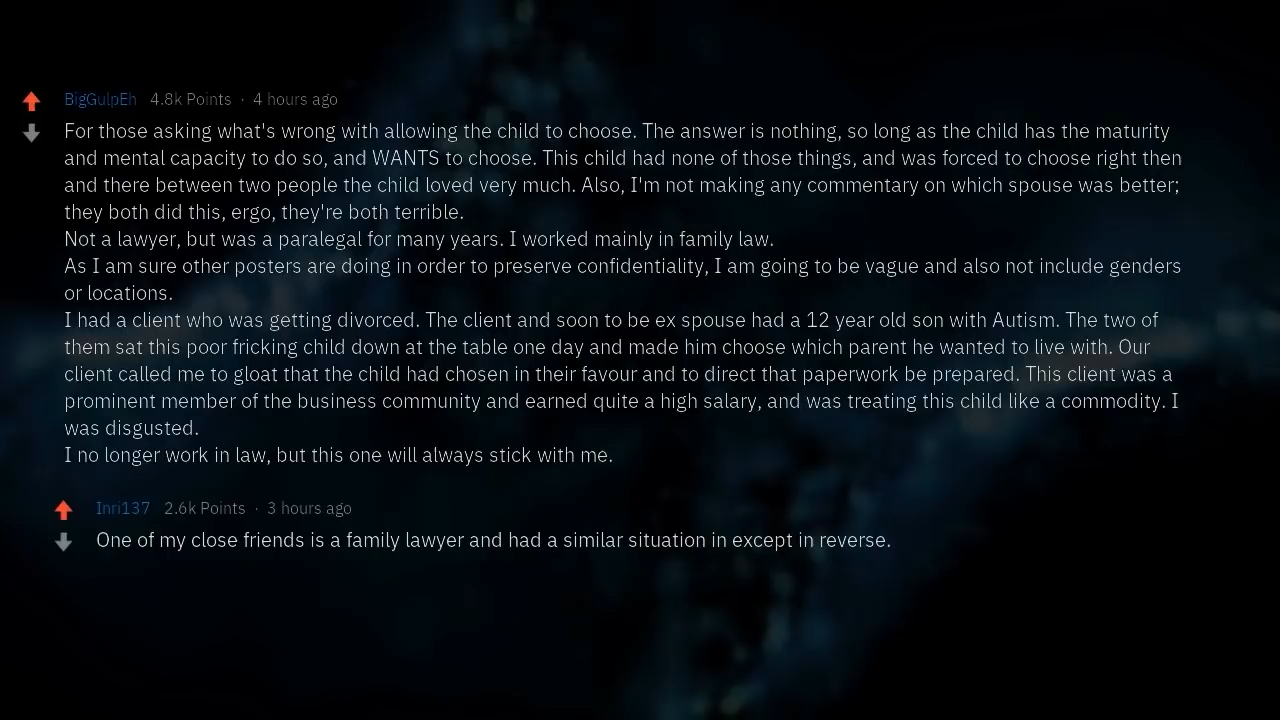 BigGulpEh 4.8k Points · 4 hours ago
For those asking what's wrong with allowing the child to choose. The answer is nothing, so long as the child has the maturity
and mental capacity to do so, and WANTS to choose. This child had none of those things, and was forced to choose right then
and there between two people the child loved very much. Also, I'm not making any commentary on which spouse was better;
they both did this, ergo, they're both terrible.
Not a lawyer, but was a paralegal for many years. I worked mainly in family law.
As I am sure other posters are doing in order to preserve confidentiality, I am going to be vague and also not include genders
or locations.
I had a client who was getting divorced. The client and soon to be ex spouse had a 12 year old son with Autism. The two of
them sat this poor fricking child down at the table one day and made him choose which parent he wanted to live with. Our
client called me to gloat that the child had chosen in their favour and to direct that paperwork be prepared. This client was a
prominent member of the business community and earned quite a high salary, and was treating this child like a commodity. I
was disgusted.
I no longer work in law, but this one will always stick with me.
Inri137 2.6k Points · 3 hours ago
One of my close friends is a family lawyer and had a similar situation in except in reverse.